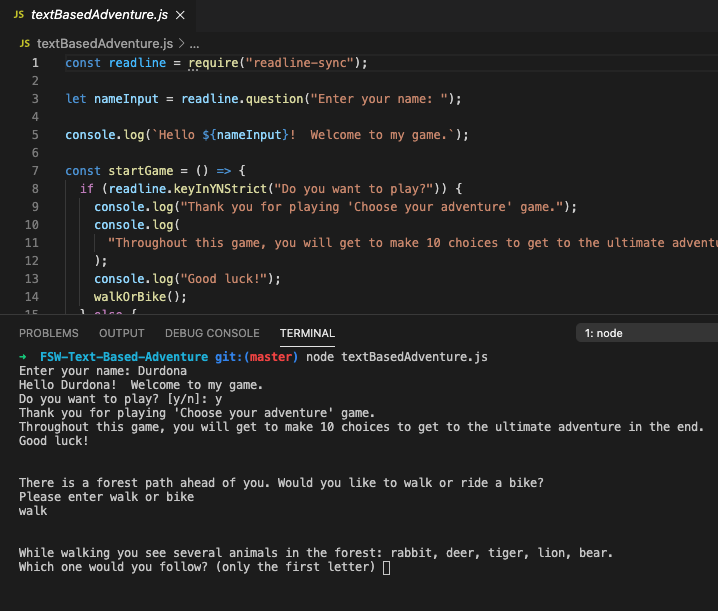 JS textBasedAdventure.js ×
JS textBasedAdventure.js > ...
1 const readline = require("readline-sync");
2
3 let nameInput = readline.question("Enter your name: ");
4
5 console.log(`Hello ${nameInput}!  Welcome to my game.`);
6
7 const startGame = () => {
8 if (readline.keyInYNStrict("Do you want to play?")) {
9 console.log("Thank you for playing 'Choose your adventure' game.");
10 console.log(
11 "Throughout this game, you will get to make 10 choices to get to the ultimate adventu
12 );
13 console.log("Good luck!");
14 walkOrBike();
15 } else {
PROBLEMS OUTPUT DEBUG CONSOLE TERMINAL 1: node
➜ FSW-Text-Based-Adventure git:(master) node textBasedAdventure.js
Enter your name: Durdona
Hello Durdona!  Welcome to my game.
Do you want to play? [y/n]: y
Thank you for playing 'Choose your adventure' game.
Throughout this game, you will get to make 10 choices to get to the ultimate adventure in the end.
Good luck!
There is a forest path ahead of you. Would you like to walk or ride a bike?
Please enter walk or bike
walk
While walking you see several animals in the forest: rabbit, deer, tiger, lion, bear.
Which one would you follow? (only the first letter)